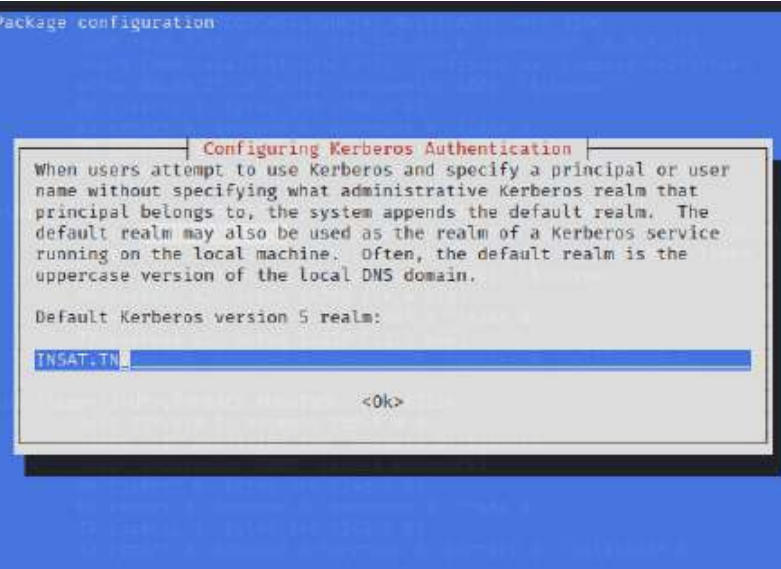 Package configuration
Configuring Kerberos Authentication
When users attempt to use Kerberos and specify a principal or user
name without specifying what administrative Kerberos realm that
principal belongs to, the system appends the default realm.  The
default realm may also be used as the realm of a Kerberos service
running on the local machine.  Often, the default realm is the
uppercase version of the local DNS domain.
Default Kerberos version 5 realm:
INSAT.TN
<Ok>